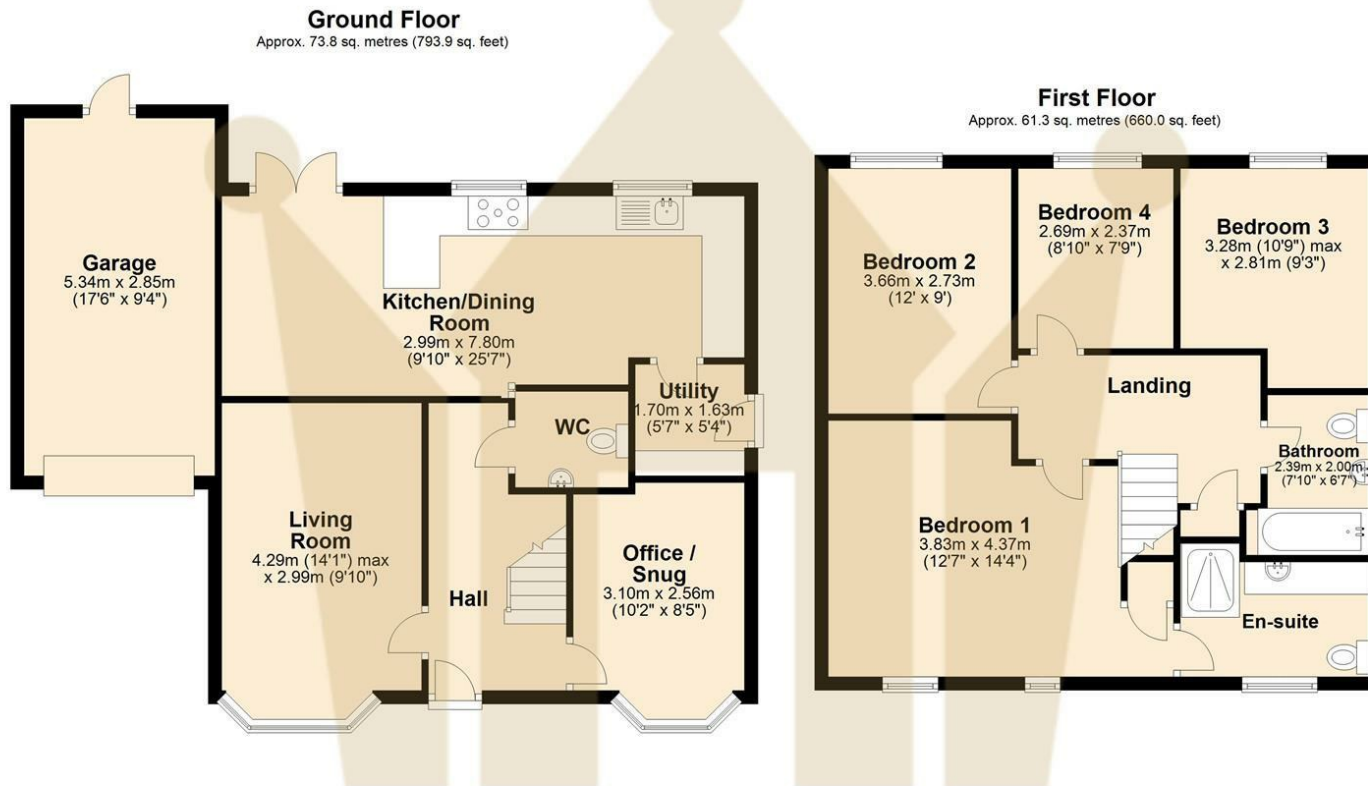 Ground Floor
Approx. 73.8 sq. metres (793.9 sq. feet)
Garage
5.34m x 2.85m
(17'6" x 9'4")
Kitchen/Dining
Room
2.99m x 7.80m
(9'10" x 25'7")
Utility
1.70m x 1.63m
(5'7" x 5'4")
WC
Living
Room
4.29m (14'1") max
x 2.99m (9'10")
Hall
Office /
Snug
3.10m x 2.56m
(10'2" x 8'5")
First Floor
Approx. 61.3 sq. metres (660.0 sq. feet)
Bedroom 2
3.66m x 2.73m
(12' x 9')
Bedroom 4
2.69m x 2.37m
(8'10" x 7'9")
Bedroom 3
3.28m (10'9") max
x 2.81m (9'3")
Landing
Bathroom
2.39m x 2.00m
(7'10" x 6'7")
Bedroom 1
3.83m x 4.37m
(12'7" x 14'4")
En-suite